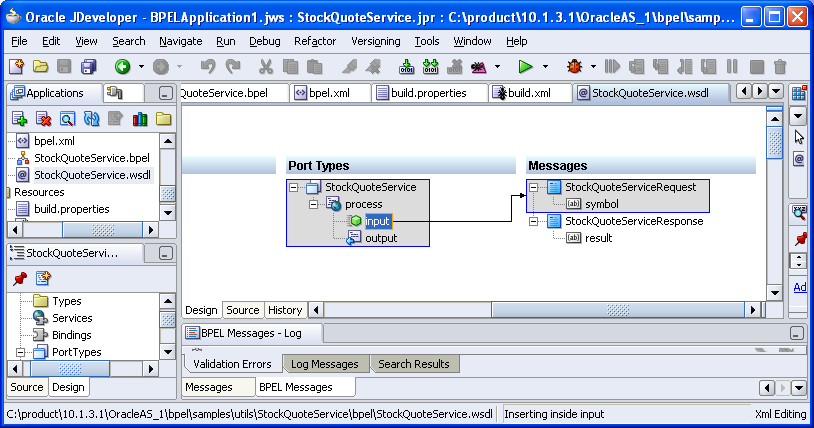 Oracle JDeveloper - BPELApplication1.jws : StockQuoteService.jpr : C:\product\10.1.3.1\OracleAS_1\bpel\samp...
File Edit View Search Navigate Run Debug Refactor Versioning Tools Window Help
Applications
QuoteService.bpel bpel.xml build.properties build.xml StockQuoteService.wsdl
bpel.xml
StockQuoteService.bpel
StockQuoteService.wsdl
Resources
build.properties
Port Types Messages
StockQuoteService StockQuoteServiceRequest
process symbol
input StockQuoteServiceResponse
output result
StockQuoteServi...
Types
Services
Bindings
PortTypes
Source Design
Ad
Design Source History
BPEL Messages - Log
Validation Errors Log Messages Search Results
Messages BPEL Messages
C:\product\10.1.3.1\OracleAS_1\bpel\samples\utils\StockQuoteService\bpel\StockQuoteService.wsdl Inserting inside input Xml Editing